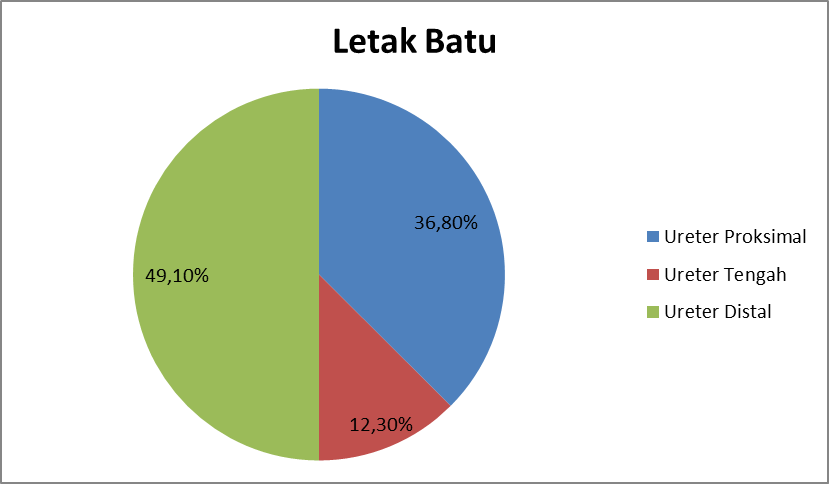 Letak Batu
36,80%
49,10%
12,30%
Ureter Proksimal
Ureter Tengah
Ureter Distal